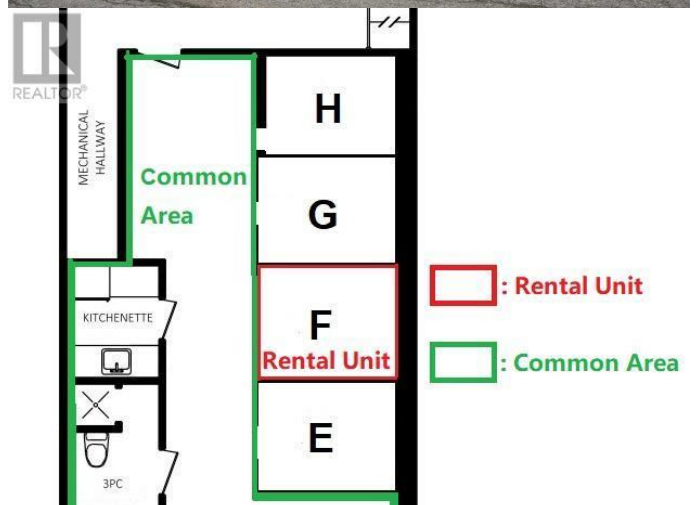 REALTOR®
MECHANICAL
HALLWAY
H
Common
Area
G
: Rental Unit
KITCHENETTE
F
Rental Unit
: Common Area
E
3PC